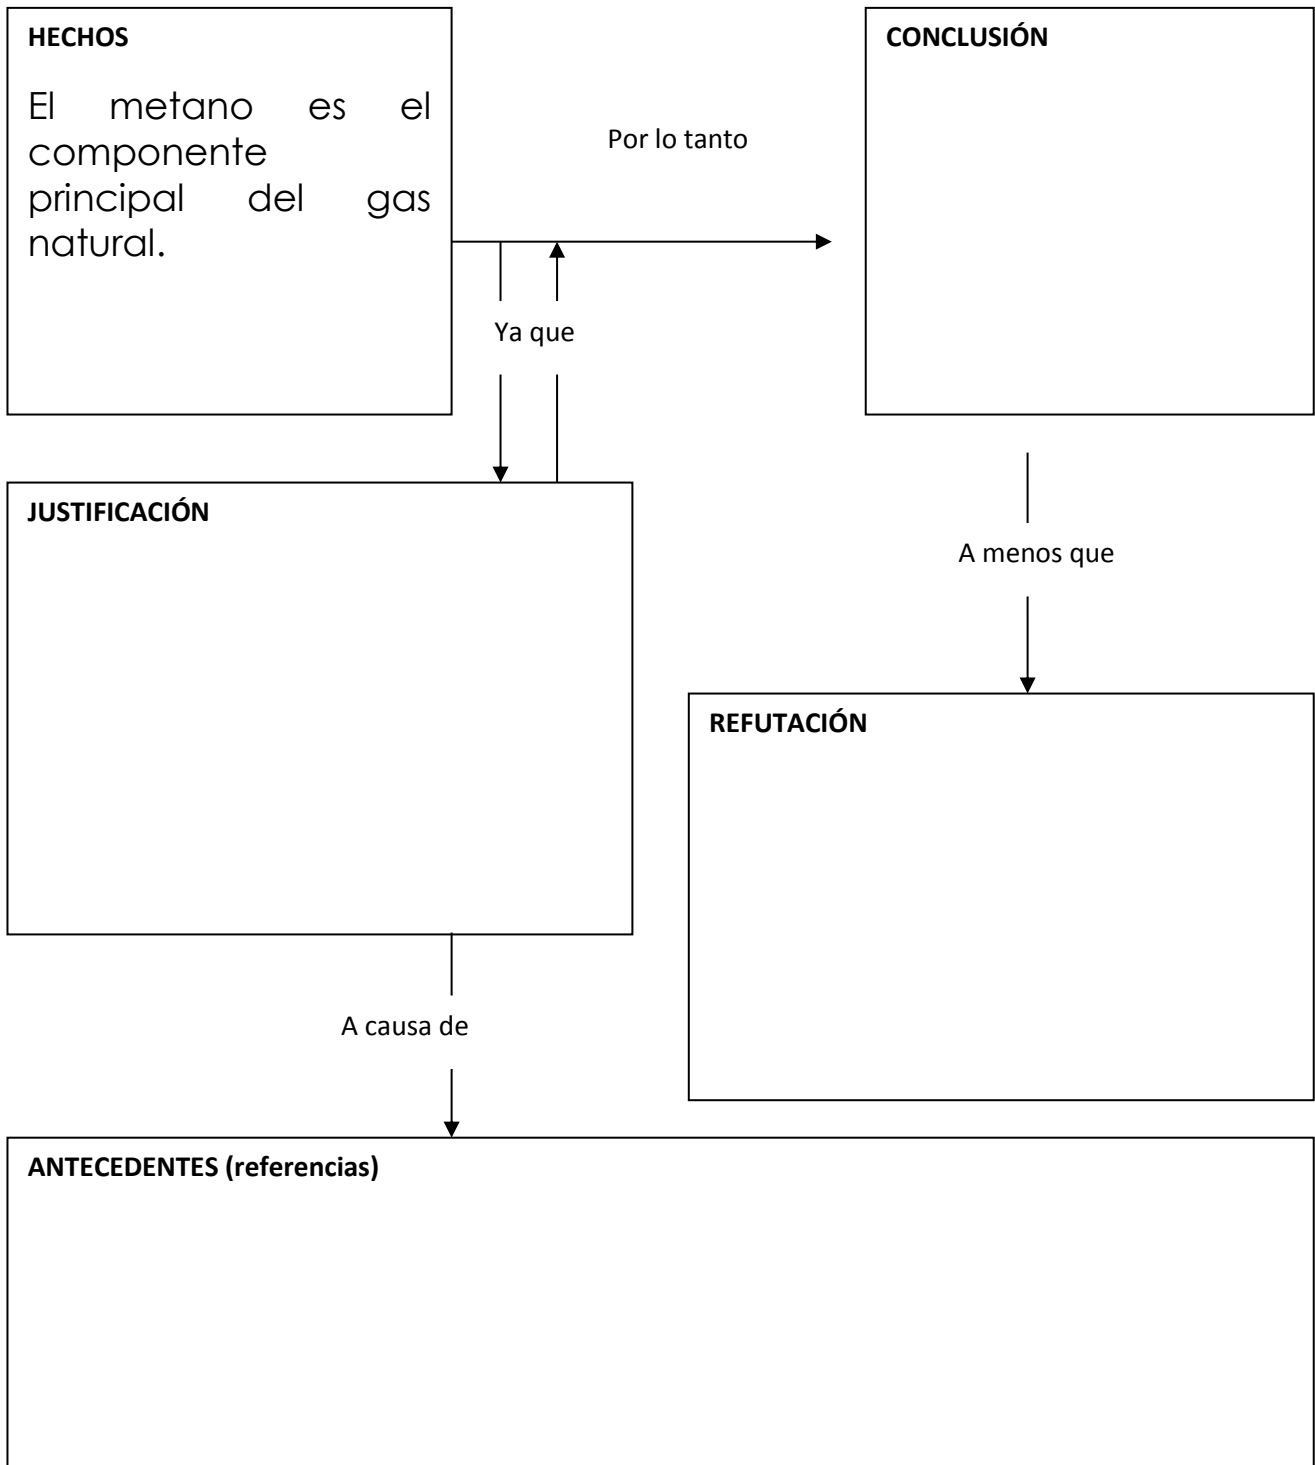 HECHOS
El metano es el
componente
principal del gas
natural.
Por lo tanto
CONCLUSIÓN
Ya que
JUSTIFICACIÓN
A menos que
REFUTACIÓN
A causa de
ANTECEDENTES (referencias)